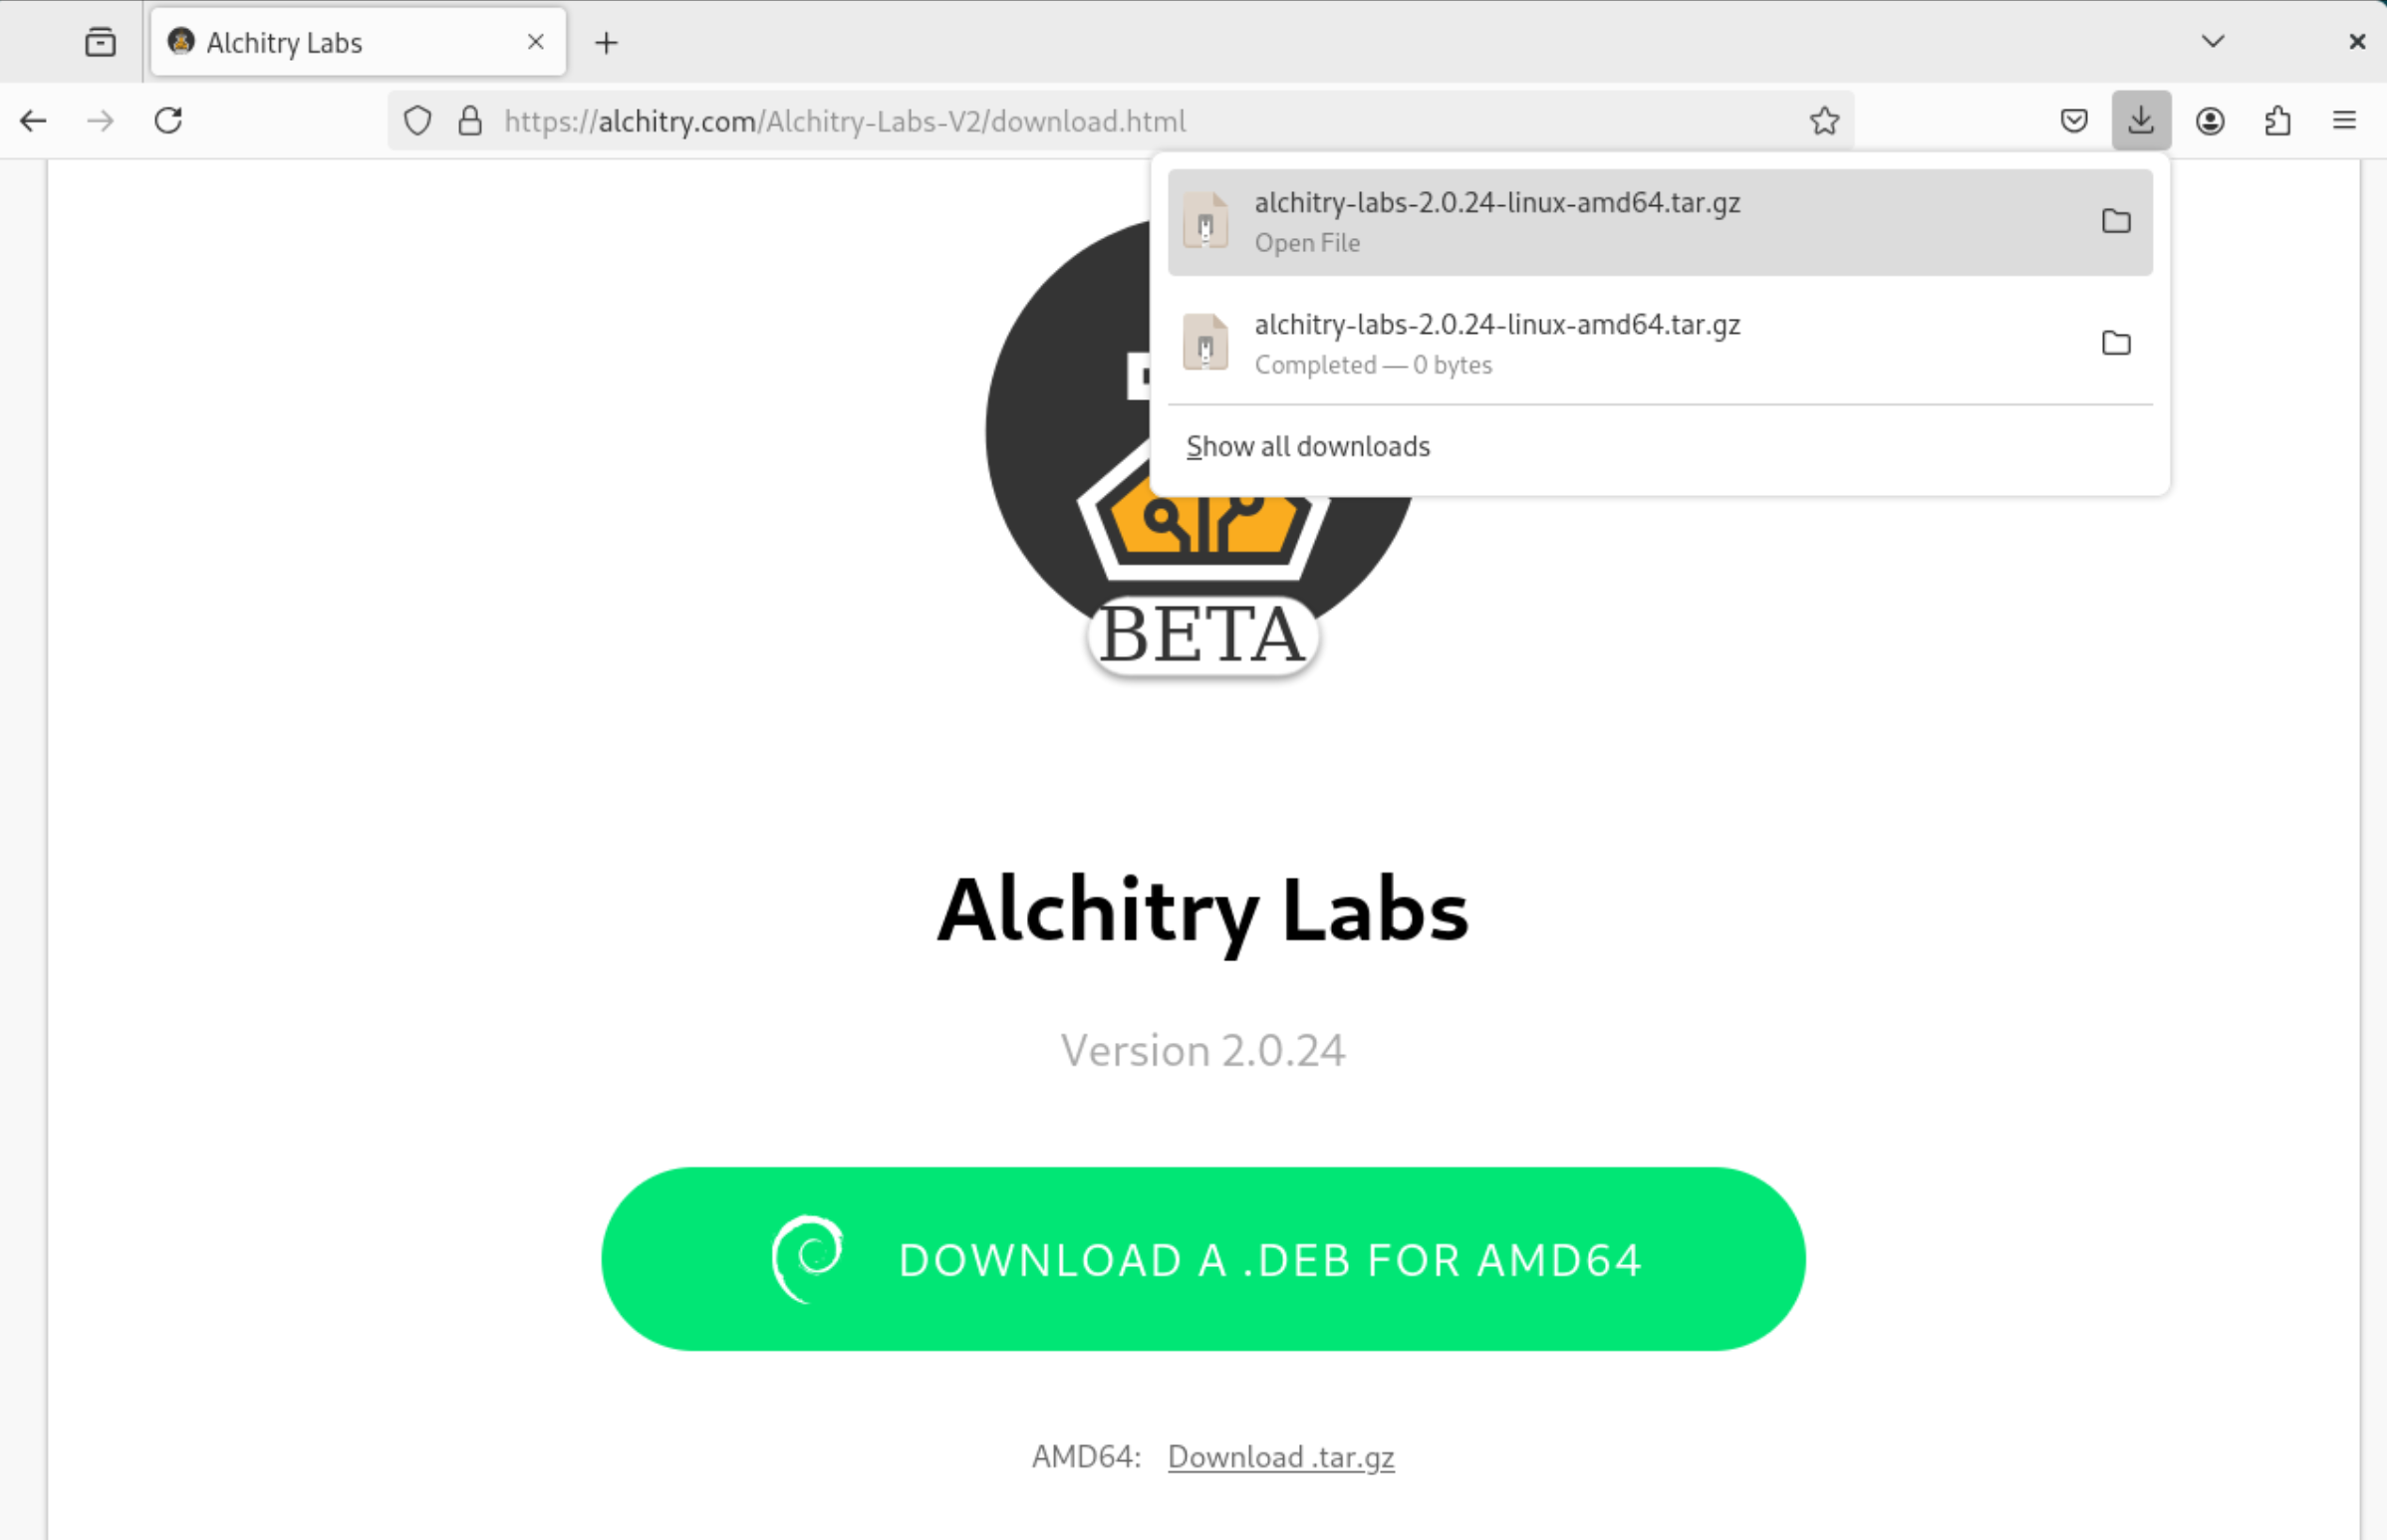 Alchitry Labs
https://alchitry.com/Alchitry-Labs-V2/download.html
alchitry-labs-2.0.24-linux-amd64.tar.gz
Open File
alchitry-labs-2.0.24-linux-amd64.tar.gz
Completed — 0 bytes
Show all downloads
BETA
Alchitry Labs
Version 2.0.24
DOWNLOAD A .DEB FOR AMD64
AMD64: Download .tar.gz